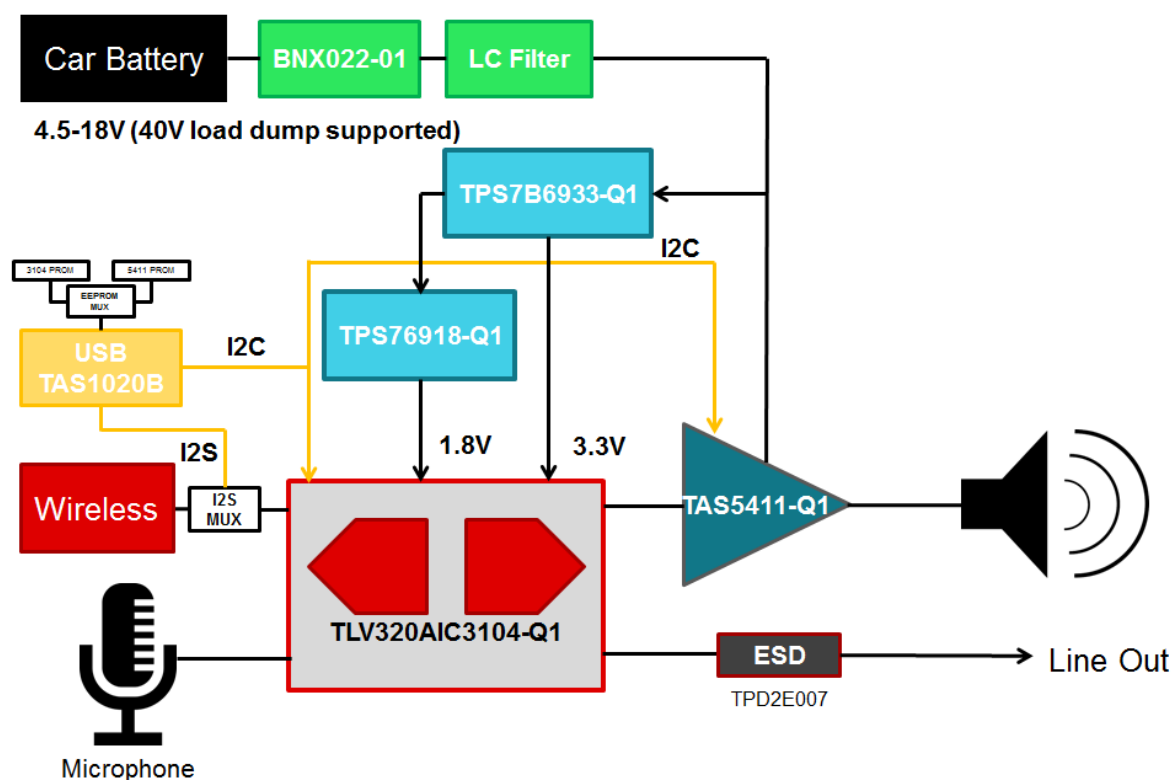 Car Battery
BNX022-01
LC Filter
4.5-18V (40V load dump supported)
TPS7B6933-Q1
I2C
3104 PROM
5411 PROM
EEPROM
MUX
TPS76918-Q1
USB
TAS1020B
I2C
1.8V
3.3V
I2S
Wireless
I2S
MUX
TAS5411-Q1
TLV320AIC3104-Q1
ESD
Line Out
TPD2E007
Microphone